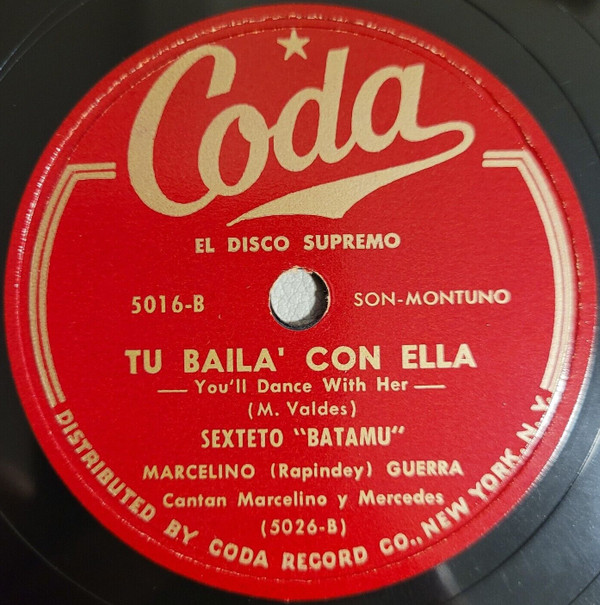 Coda
EL DISCO SUPREMO
5016-B
SON-MONTUNO
TU BAILA' CON ELLA
— You'll Dance With Her —
(M. Valdes)
SEXTETO "BATAMU"
MARCELINO (Rapindey) GUERRA
Cantan Marcelino y Mercedes
(5026-B)
DISTRIBUTED BY CODA RECORD CO., NEW YORK, N.Y.